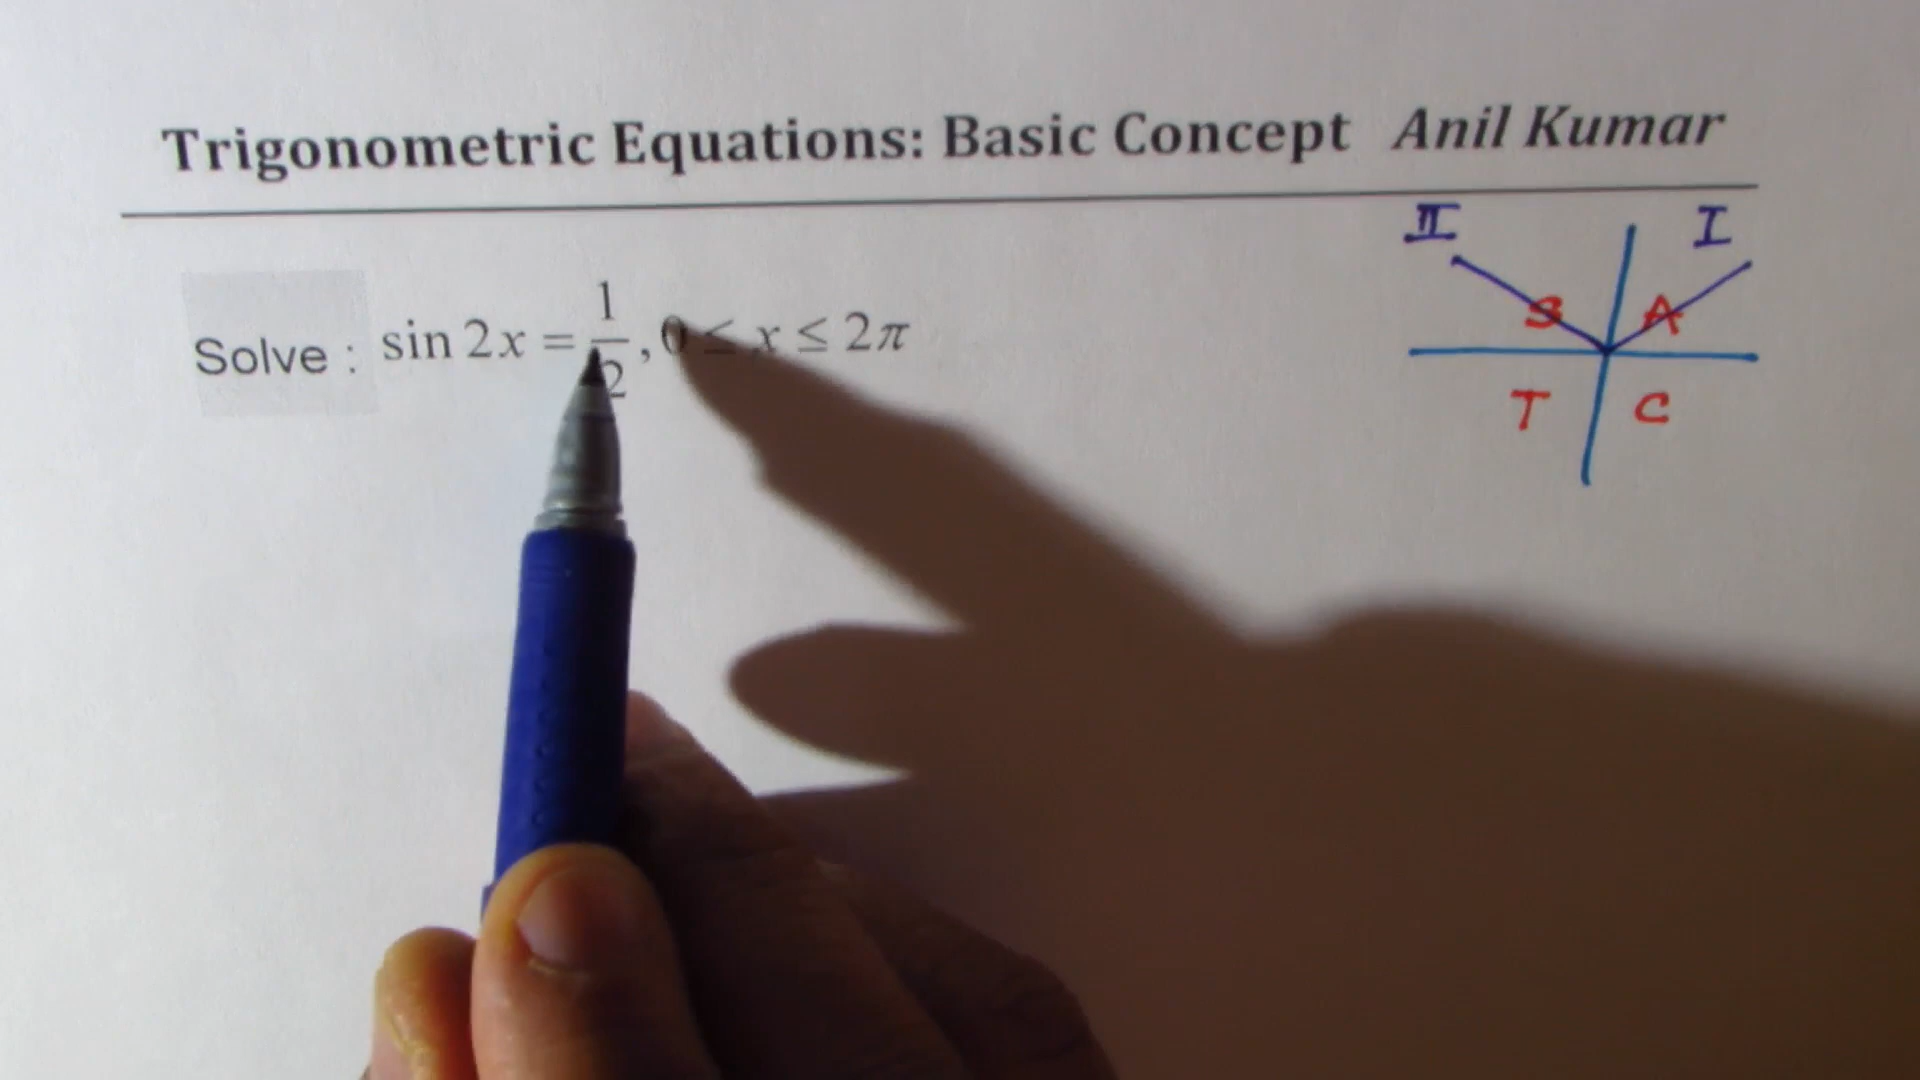 Trigonometric Equations: Basic Concept Anil Kumar
Solve : sin 2x = 1/2, 0 ≤ x ≤ 2π
II I
S A
T C